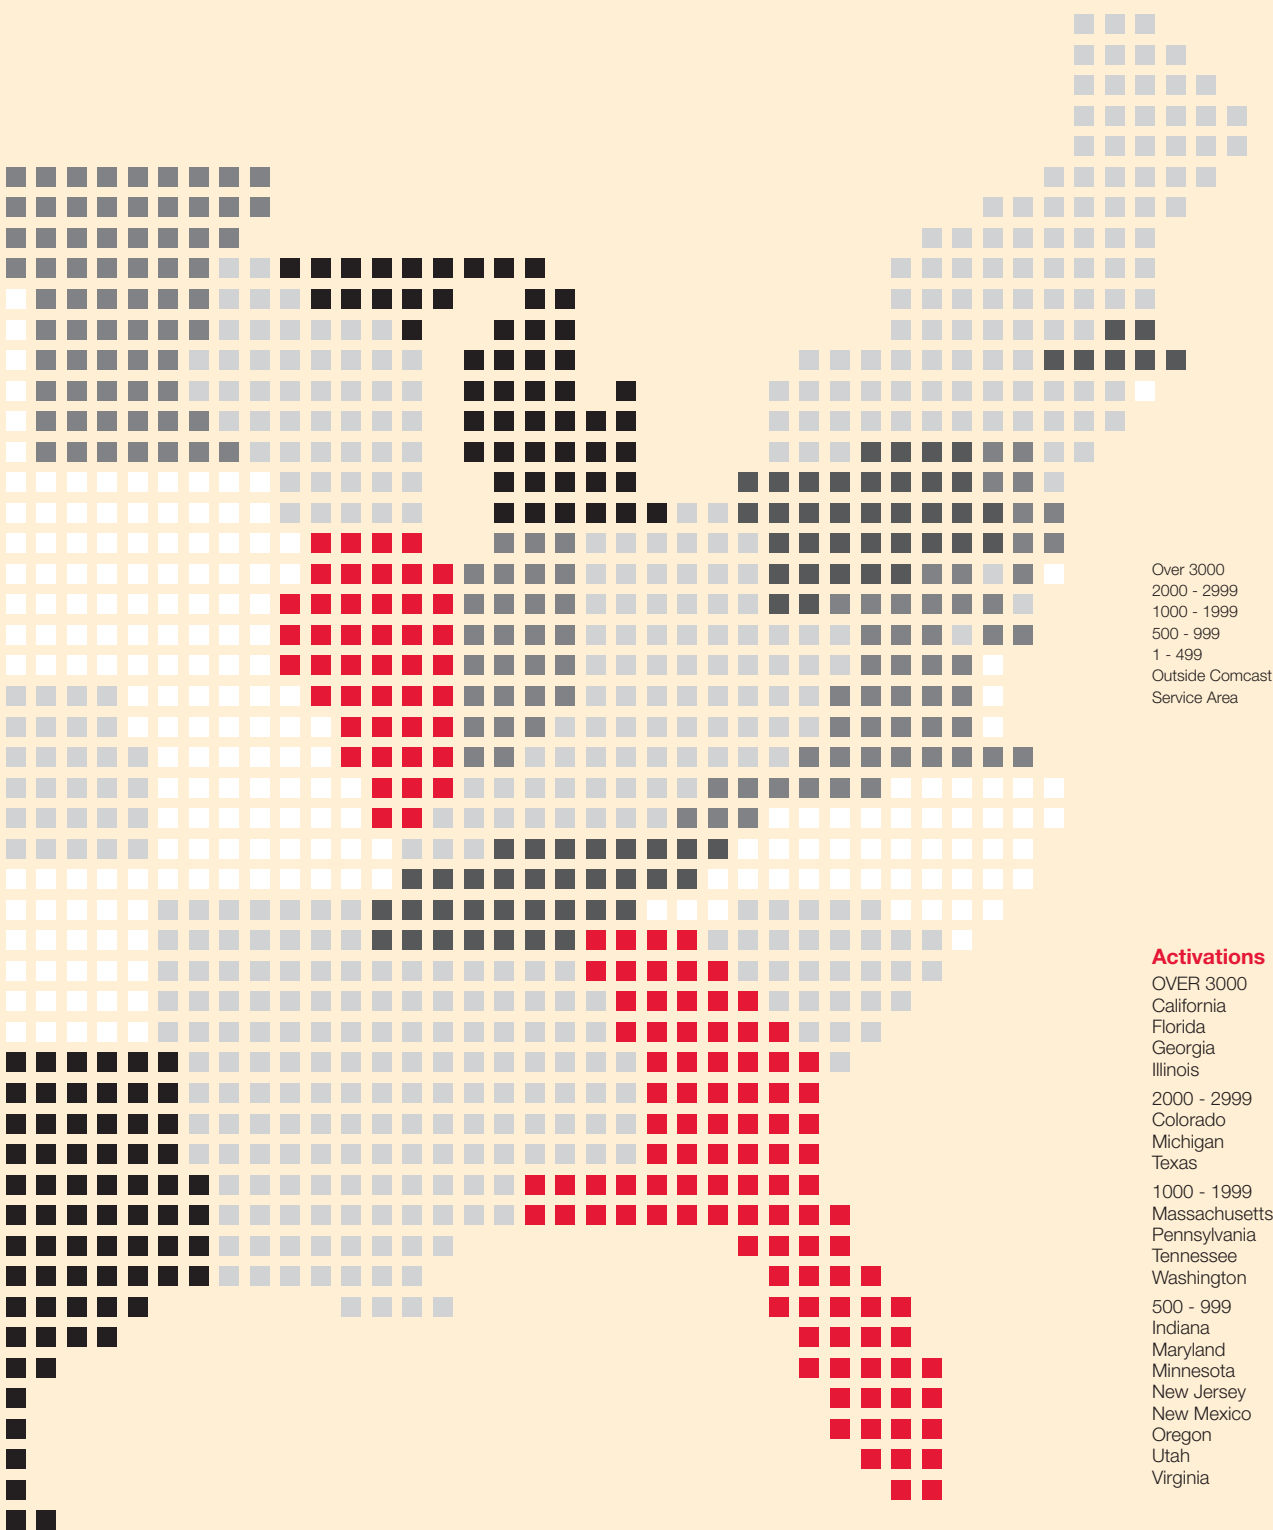 Over 3000
2000 - 2999
1000 - 1999
500 - 999
1 - 499
Outside Comcast
Service Area
Activations
OVER 3000
California
Florida
Georgia
Illinois
2000 - 2999
Colorado
Michigan
Texas
1000 - 1999
Massachusetts
Pennsylvania
Tennessee
Washington
500 - 999
Indiana
Maryland
Minnesota
New Jersey
New Mexico
Oregon
Utah
Virginia